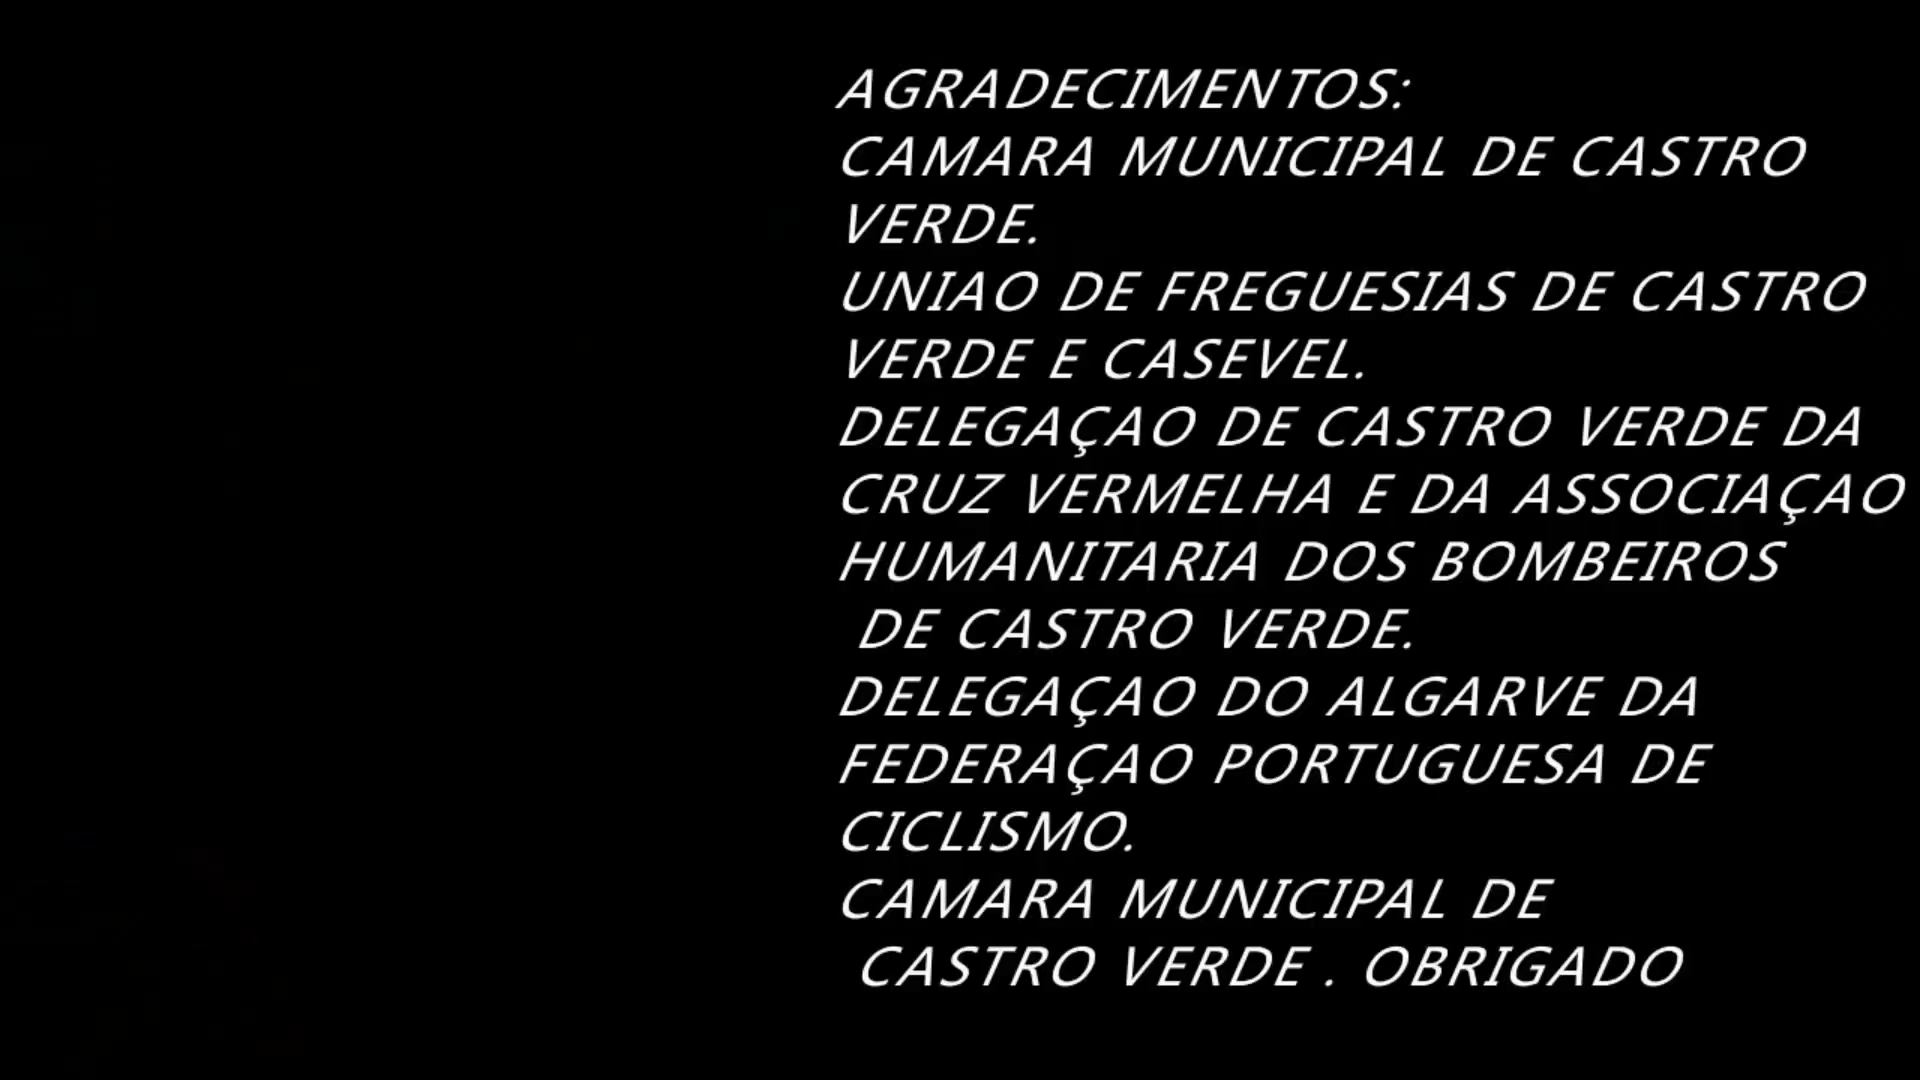 AGRADECIMENTOS:
CAMARA MUNICIPAL DE CASTRO
VERDE.
UNIAO DE FREGUESIAS DE CASTRO
VERDE E CASEVEL.
DELEGAÇAO DE CASTRO VERDE DA
CRUZ VERMELHA E DA ASSOCIAÇAO
HUMANITARIA DOS BOMBEIROS
DE CASTRO VERDE.
DELEGAÇAO DO ALGARVE DA
FEDERAÇAO PORTUGUESA DE
CICLISMO.
CAMARA MUNICIPAL DE
CASTRO VERDE . OBRIGADO